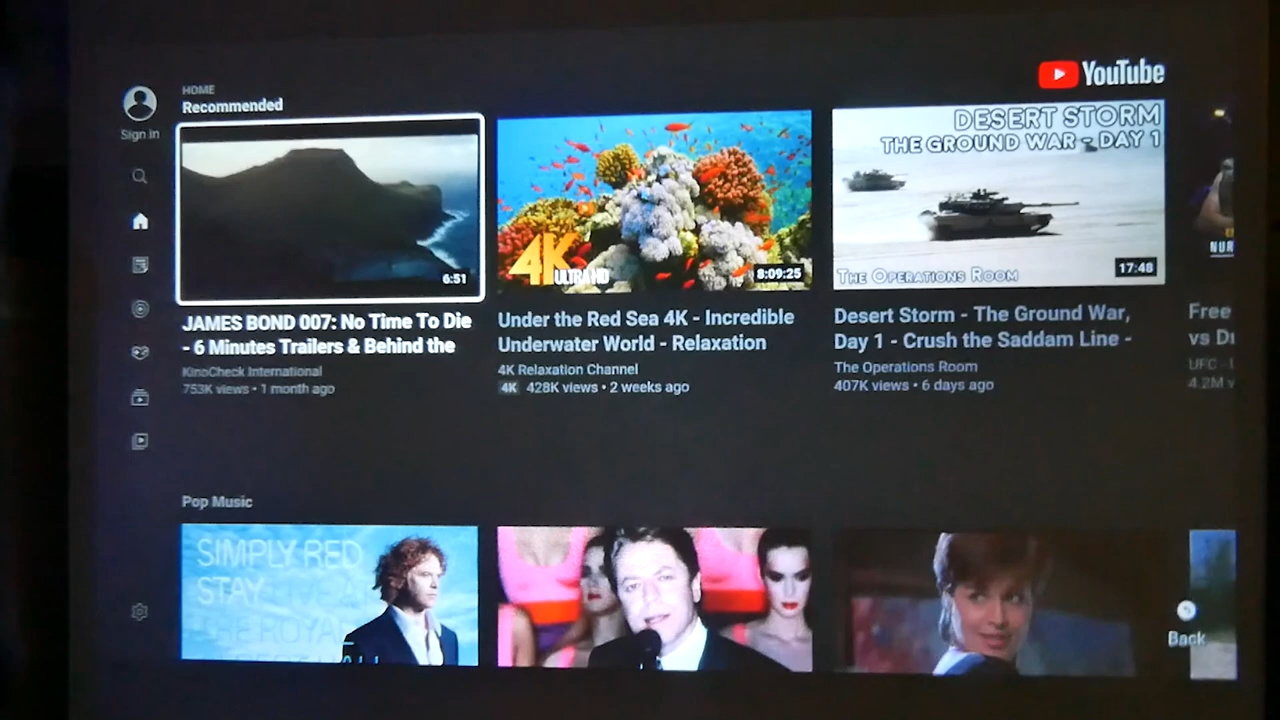 YouTube
HOME
Recommended
Sign in
6:51
4K
ULTRA HD
8:09:25
DESERT STORM
THE GROUND WAR - DAY 1
THE OPERATIONS ROOM
17:48
NUR
JAMES BOND 007: No Time To Die
- 6 Minutes Trailers & Behind the
KinoCheck International
753K views • 1 month ago
Under the Red Sea 4K - Incredible
Underwater World - Relaxation
4K Relaxation Channel
4K 428K views • 2 weeks ago
Desert Storm - The Ground War,
Day 1 - Crush the Saddam Line -
The Operations Room
407K views • 6 days ago
Free
vs
UFC
4.2M
Pop Music
SIMPLY RED
STAY
Back